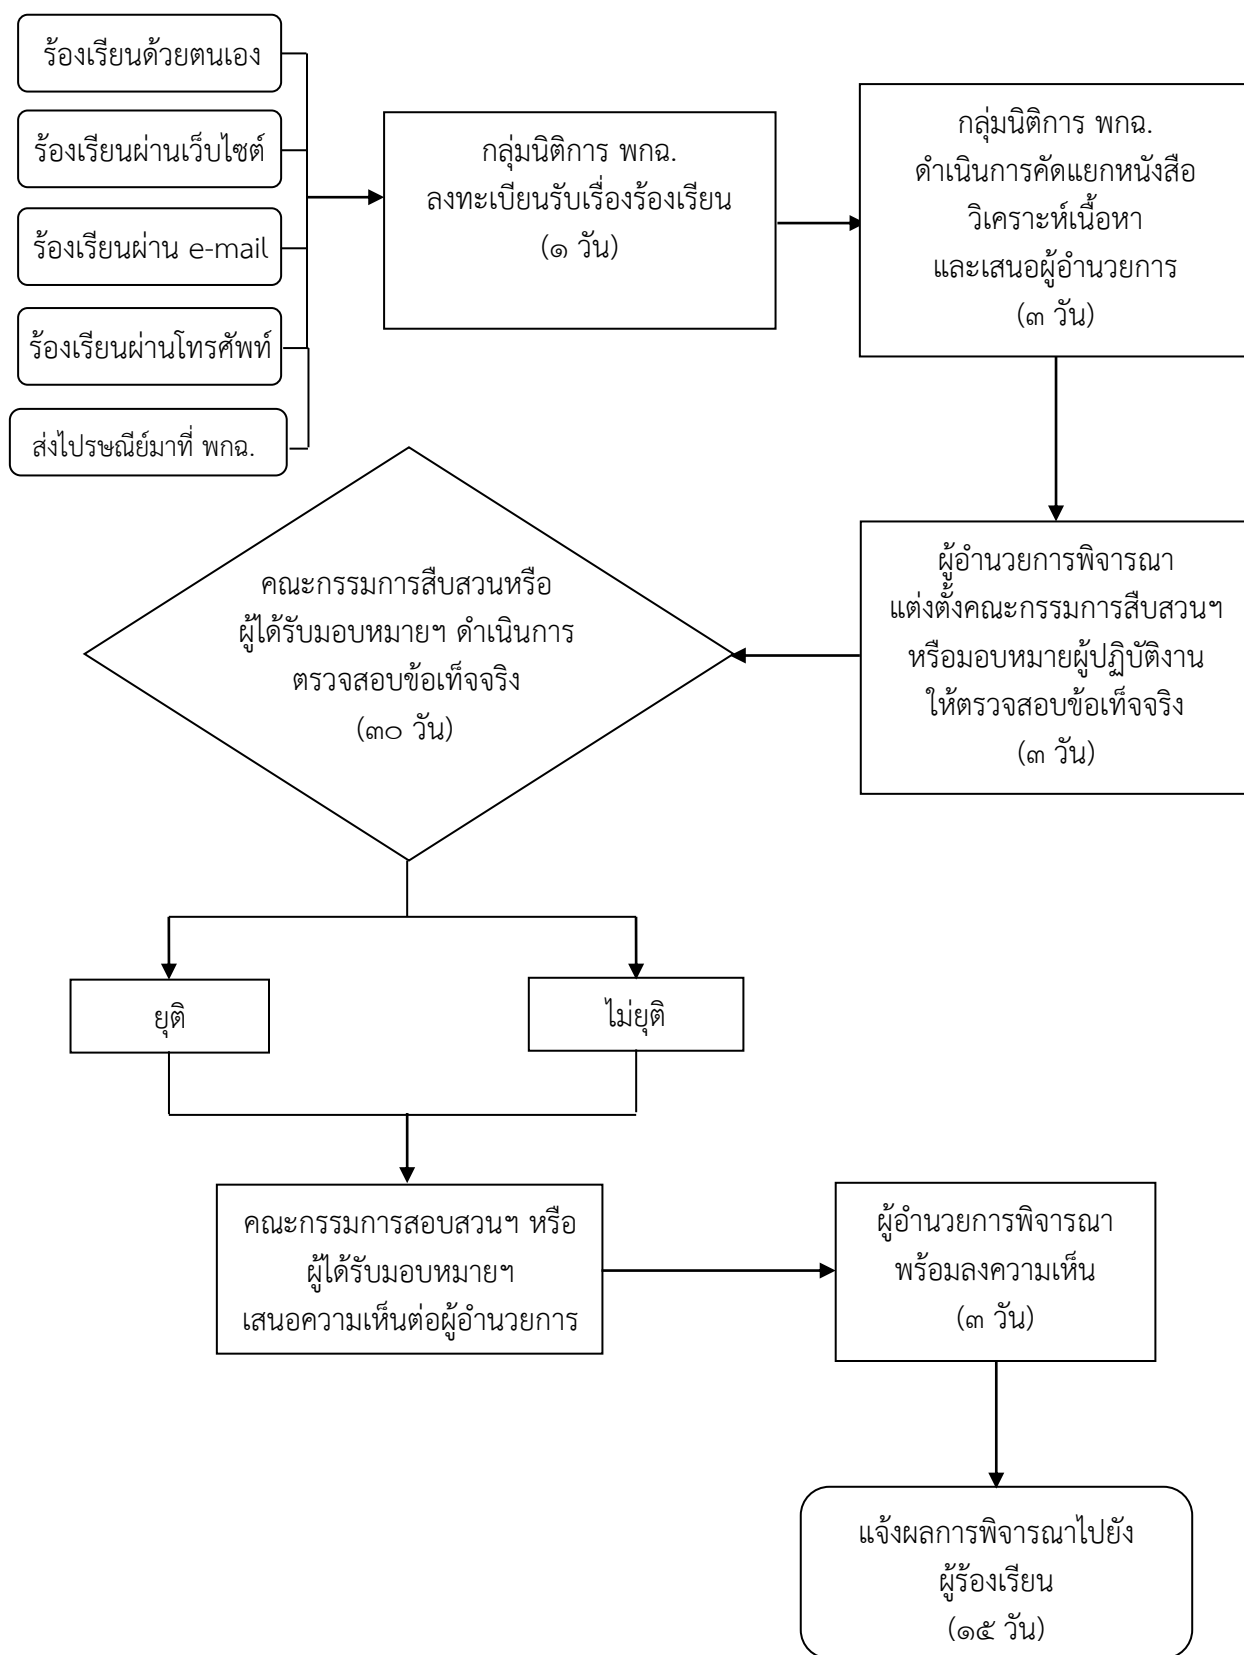 ร้องเรียนด้วยตนเอง
ร้องเรียนผ่านเว็บไซต์
ร้องเรียนผ่าน e-mail
ร้องเรียนผ่านโทรศัพท์
ส่งไปรษณีย์มาที่ พกฉ.
กลุ่มนิติการ พกฉ.
ลงทะเบียนรับเรื่องร้องเรียน
(๑ วัน)
กลุ่มนิติการ พกฉ.
ดำเนินการคัดแยกหนังสือ
วิเคราะห์เนื้อหา
และเสนอผู้อำนวยการ
(๓ วัน)
ผู้อำนวยการพิจารณา
แต่งตั้งคณะกรรมการสืบสวนฯ
หรือมอบหมายผู้ปฏิบัติงาน
ให้ตรวจสอบข้อเท็จจริง
(๓ วัน)
คณะกรรมการสืบสวนหรือ
ผู้ได้รับมอบหมายฯ ดำเนินการ
ตรวจสอบข้อเท็จจริง
(๓๐ วัน)
ยุติ
ไม่ยุติ
คณะกรรมการสอบสวนฯ หรือ
ผู้ได้รับมอบหมายฯ
เสนอความเห็นต่อผู้อำนวยการ
ผู้อำนวยการพิจารณา
พร้อมลงความเห็น
(๓ วัน)
แจ้งผลการพิจารณาไปยัง
ผู้ร้องเรียน
(๑๕ วัน)